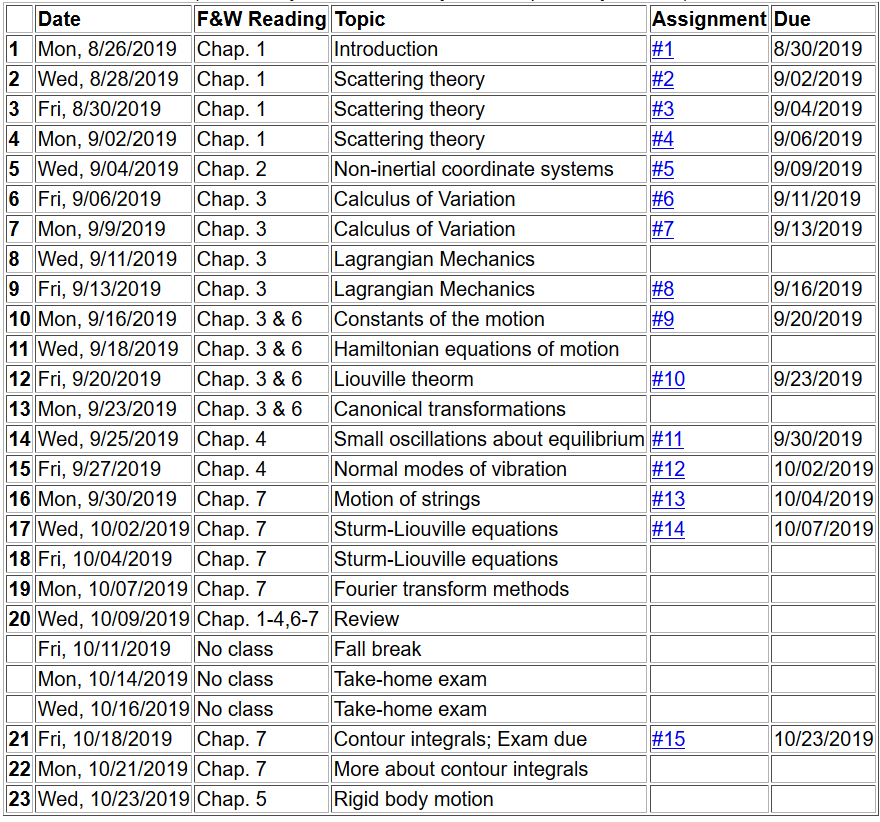 Date F&W Reading Topic Assignment Due
1 Mon, 8/26/2019 Chap. 1 Introduction #1 8/30/2019
2 Wed, 8/28/2019 Chap. 1 Scattering theory #2 9/02/2019
3 Fri, 8/30/2019 Chap. 1 Scattering theory #3 9/04/2019
4 Mon, 9/02/2019 Chap. 1 Scattering theory #4 9/06/2019
5 Wed, 9/04/2019 Chap. 2 Non-inertial coordinate systems #5 9/09/2019
6 Fri, 9/06/2019 Chap. 3 Calculus of Variation #6 9/11/2019
7 Mon, 9/9/2019 Chap. 3 Calculus of Variation #7 9/13/2019
8 Wed, 9/11/2019 Chap. 3 Lagrangian Mechanics
9 Fri, 9/13/2019 Chap. 3 Lagrangian Mechanics #8 9/16/2019
10 Mon, 9/16/2019 Chap. 3 & 6 Constants of the motion #9 9/20/2019
11 Wed, 9/18/2019 Chap. 3 & 6 Hamiltonian equations of motion
12 Fri, 9/20/2019 Chap. 3 & 6 Liouville theorm #10 9/23/2019
13 Mon, 9/23/2019 Chap. 3 & 6 Canonical transformations
14 Wed, 9/25/2019 Chap. 4 Small oscillations about equilibrium #11 9/30/2019
15 Fri, 9/27/2019 Chap. 4 Normal modes of vibration #12 10/02/2019
16 Mon, 9/30/2019 Chap. 7 Motion of strings #13 10/04/2019
17 Wed, 10/02/2019 Chap. 7 Sturm-Liouville equations #14 10/07/2019
18 Fri, 10/04/2019 Chap. 7 Sturm-Liouville equations
19 Mon, 10/07/2019 Chap. 7 Fourier transform methods
20 Wed, 10/09/2019 Chap. 1-4,6-7 Review
Fri, 10/11/2019 No class Fall break
Mon, 10/14/2019 No class Take-home exam
Wed, 10/16/2019 No class Take-home exam
21 Fri, 10/18/2019 Chap. 7 Contour integrals; Exam due #15 10/23/2019
22 Mon, 10/21/2019 Chap. 7 More about contour integrals
23 Wed, 10/23/2019 Chap. 5 Rigid body motion